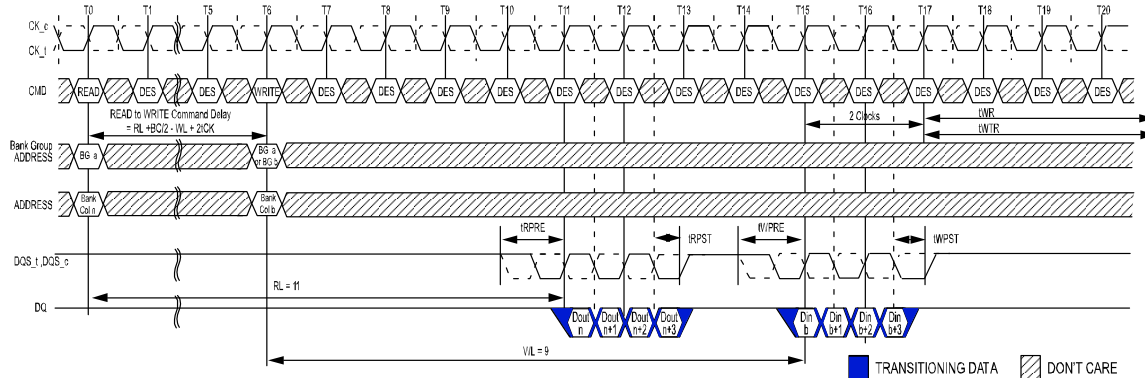 T0 T1 T5 T6 T7 T8 T9 T10 T11 T12 T13 T14 T15 T16 T17 T18 T19 T20
CK_c
CK_t
CMD READ DES DES WRITE DES DES DES DES DES DES DES DES DES DES DES DES DES DES
READ to WRITE Command Delay
= RL +BC/2 - WL + 2tCK
2 Clocks
tWR
tWTR
Bank Group
ADDRESS
BG a
BG a
or BG b
ADDRESS
Bank
Col n
Bank
Col b
tRPRE
tRPST
tWPRE
tWPST
DQS_t ,DQS_c
RL = 11
DQ
Dout
n
Dout
n+1
Dout
n+2
Dout
n+3
Din
b
Din
b+1
Din
b+2
Din
b+3
WL = 9
TRANSITIONING DATA
DON'T CARE